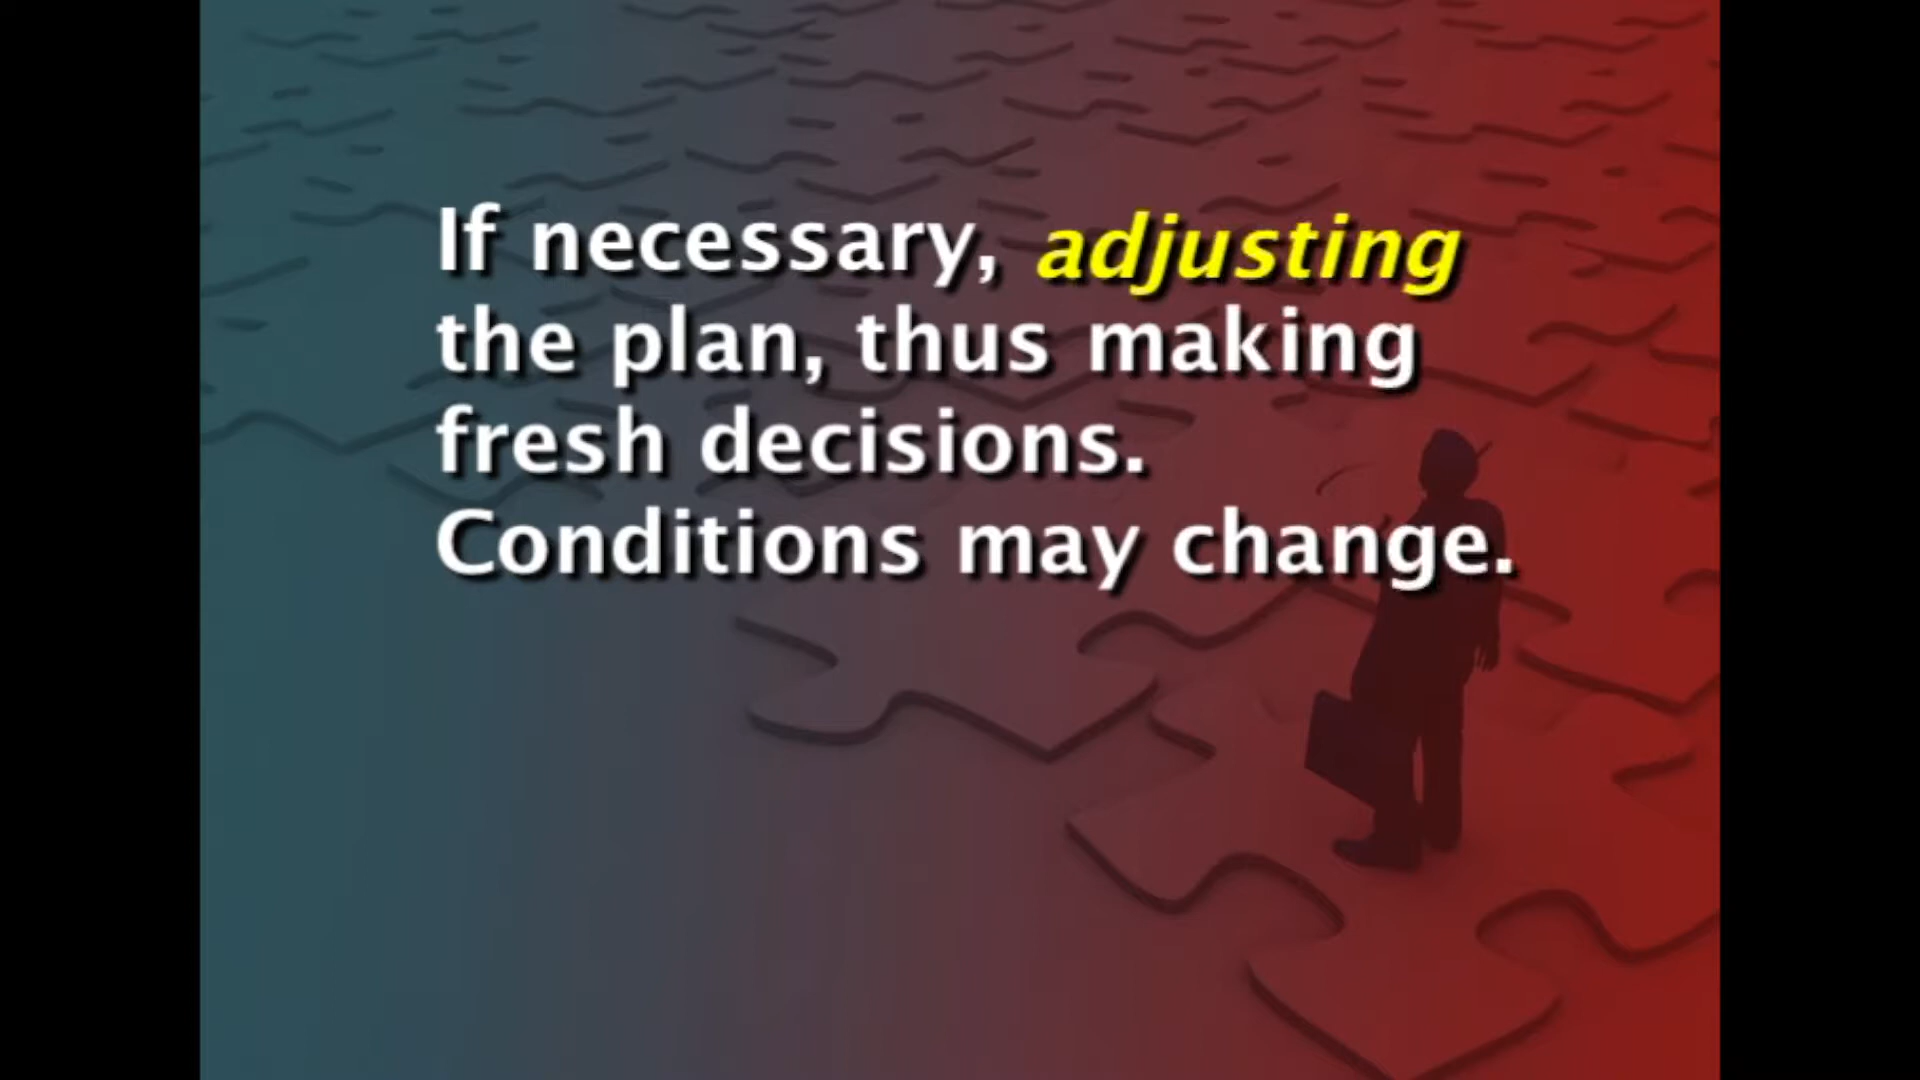 If necessary, adjusting
the plan, thus making
fresh decisions.
Conditions may change.